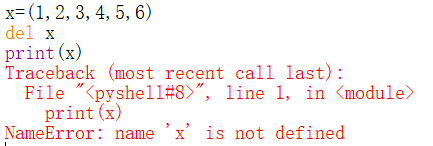 x=(1,2,3,4,5,6)
del x
print(x)
Traceback (most recent call last):
  File "<pyshell#8>", line 1, in <module>
    print(x)
NameError: name 'x' is not defined